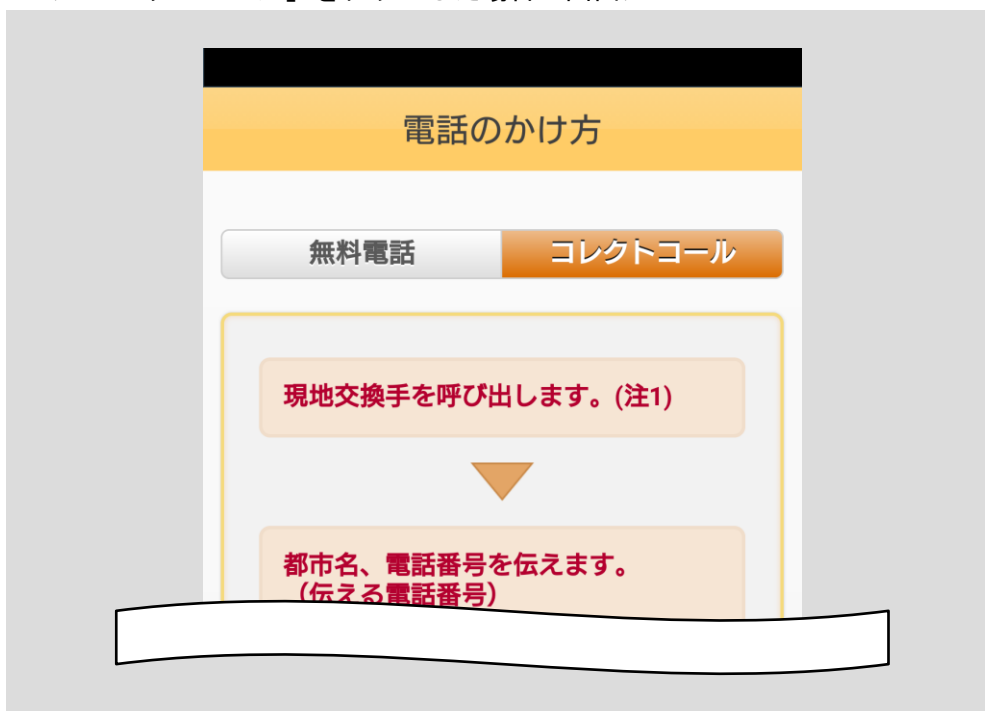 電話のかけ方
無料電話
コレクトコール
現地交換手を呼び出します。(注1)
都市名、電話番号を伝えます。
（伝える電話番号）